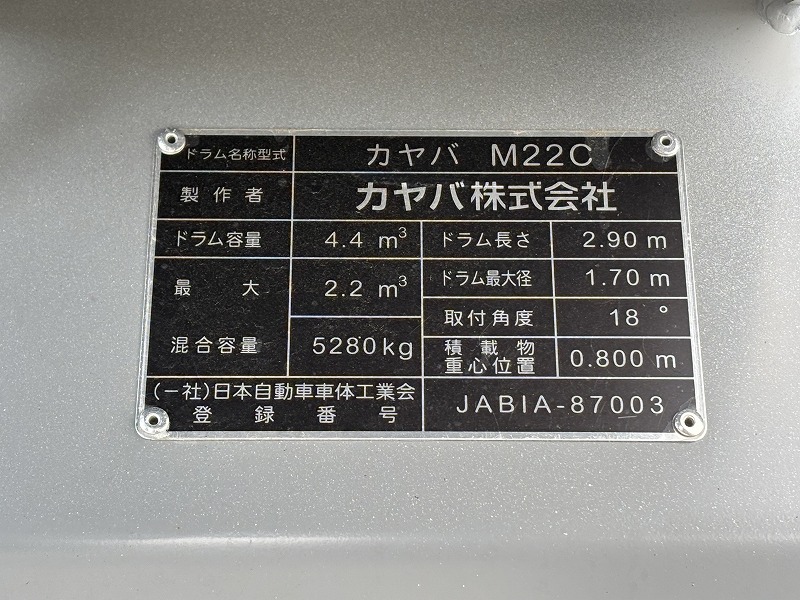 ドラム名称型式 カヤバ M22C
製作者 カヤバ株式会社
ドラム容量 4.4 m³ ドラム長さ 2.90 m
最大 2.2 m³ ドラム最大径 1.70 m
取付角度 18°
混合容量 5280kg 積載物重心位置 0.800 m
(一社)日本自動車車体工業会
登録番号 JABIA-87003